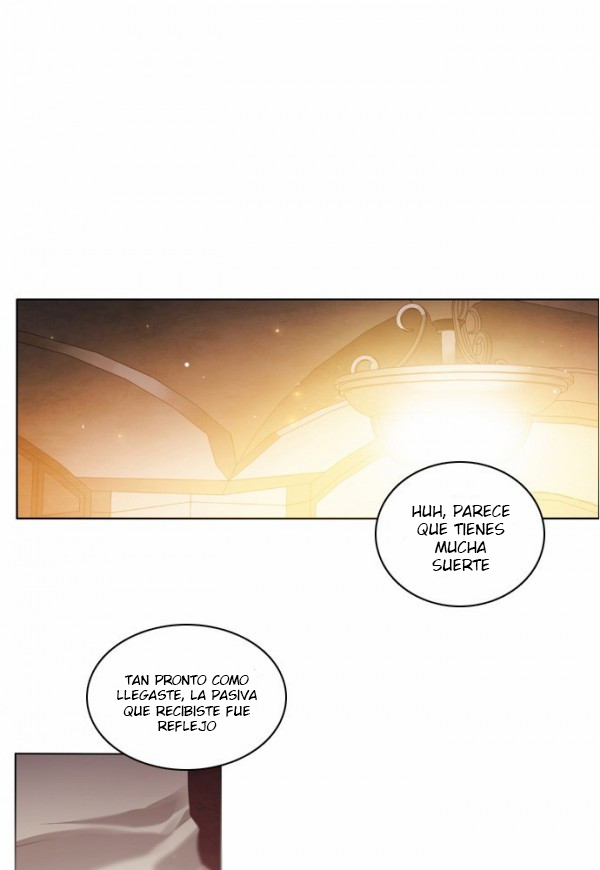 HUH, PARECE
QUE TIENES
MUCHA
SUERTE
TAN PRONTO COMO
LLEGASTE, LA PASIVA
QUE RECIBISTE FUE
REFLEJO